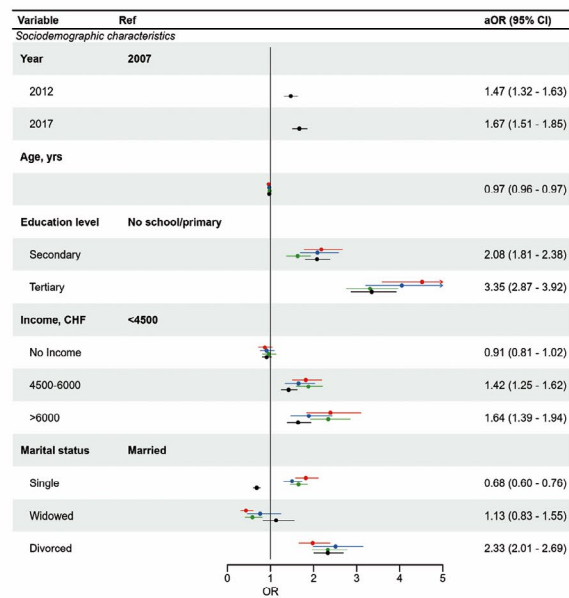 Variable Ref aOR (95% CI)
Sociodemographic characteristics
Year 2007
2012 1.47 (1.32 - 1.63)
2017 1.67 (1.51 - 1.85)
Age, yrs
0.97 (0.96 - 0.97)
Education level No school/primary
Secondary 2.08 (1.81 - 2.38)
Tertiary 3.35 (2.87 - 3.92)
Income, CHF <4500
No Income 0.91 (0.81 - 1.02)
4500-6000 1.42 (1.25 - 1.62)
>6000 1.64 (1.39 - 1.94)
Marital status Married
Single 0.68 (0.60 - 0.76)
Widowed 1.13 (0.83 - 1.55)
Divorced 2.33 (2.01 - 2.69)
0 1 2 3 4 5
OR